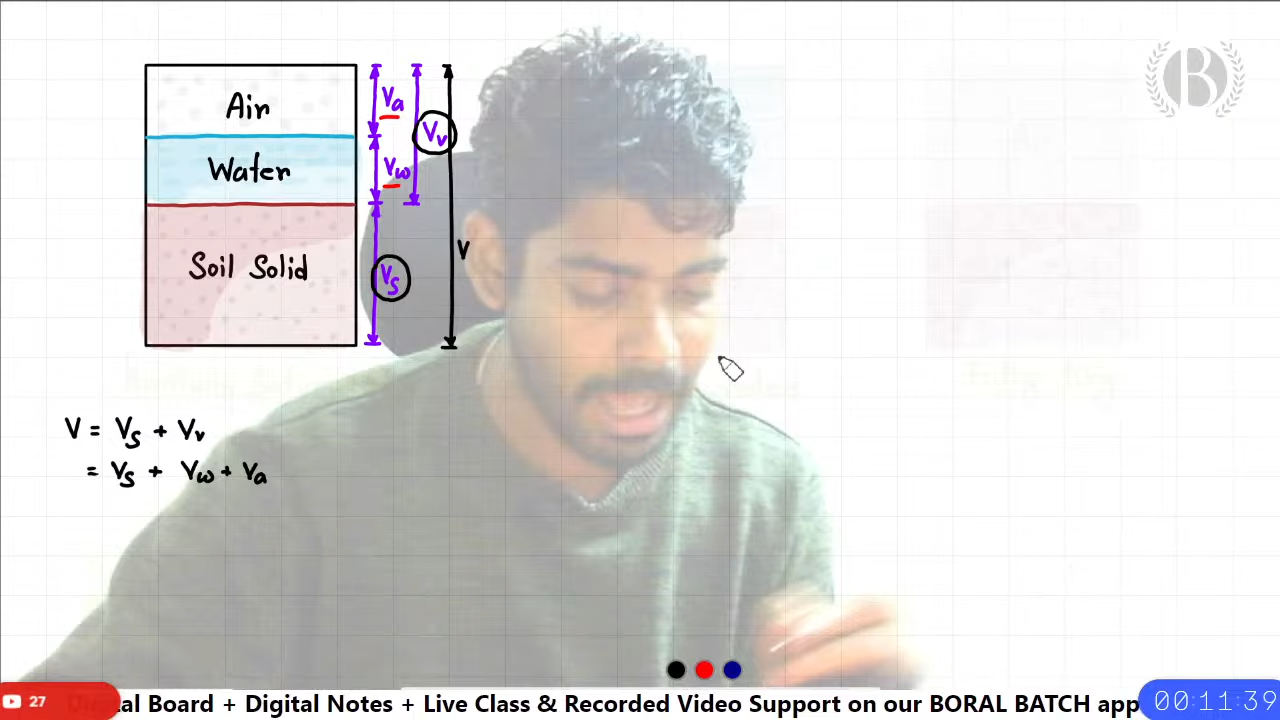 Air
Va
Vv
Water
Vw
V
Soil Solid
Vs
V = Vs + Vv
= Vs + Vw + Va
B
27
tal Board + Digital Notes + Live Class & Recorded Video Support on our BORAL BATCH app
00:11:39